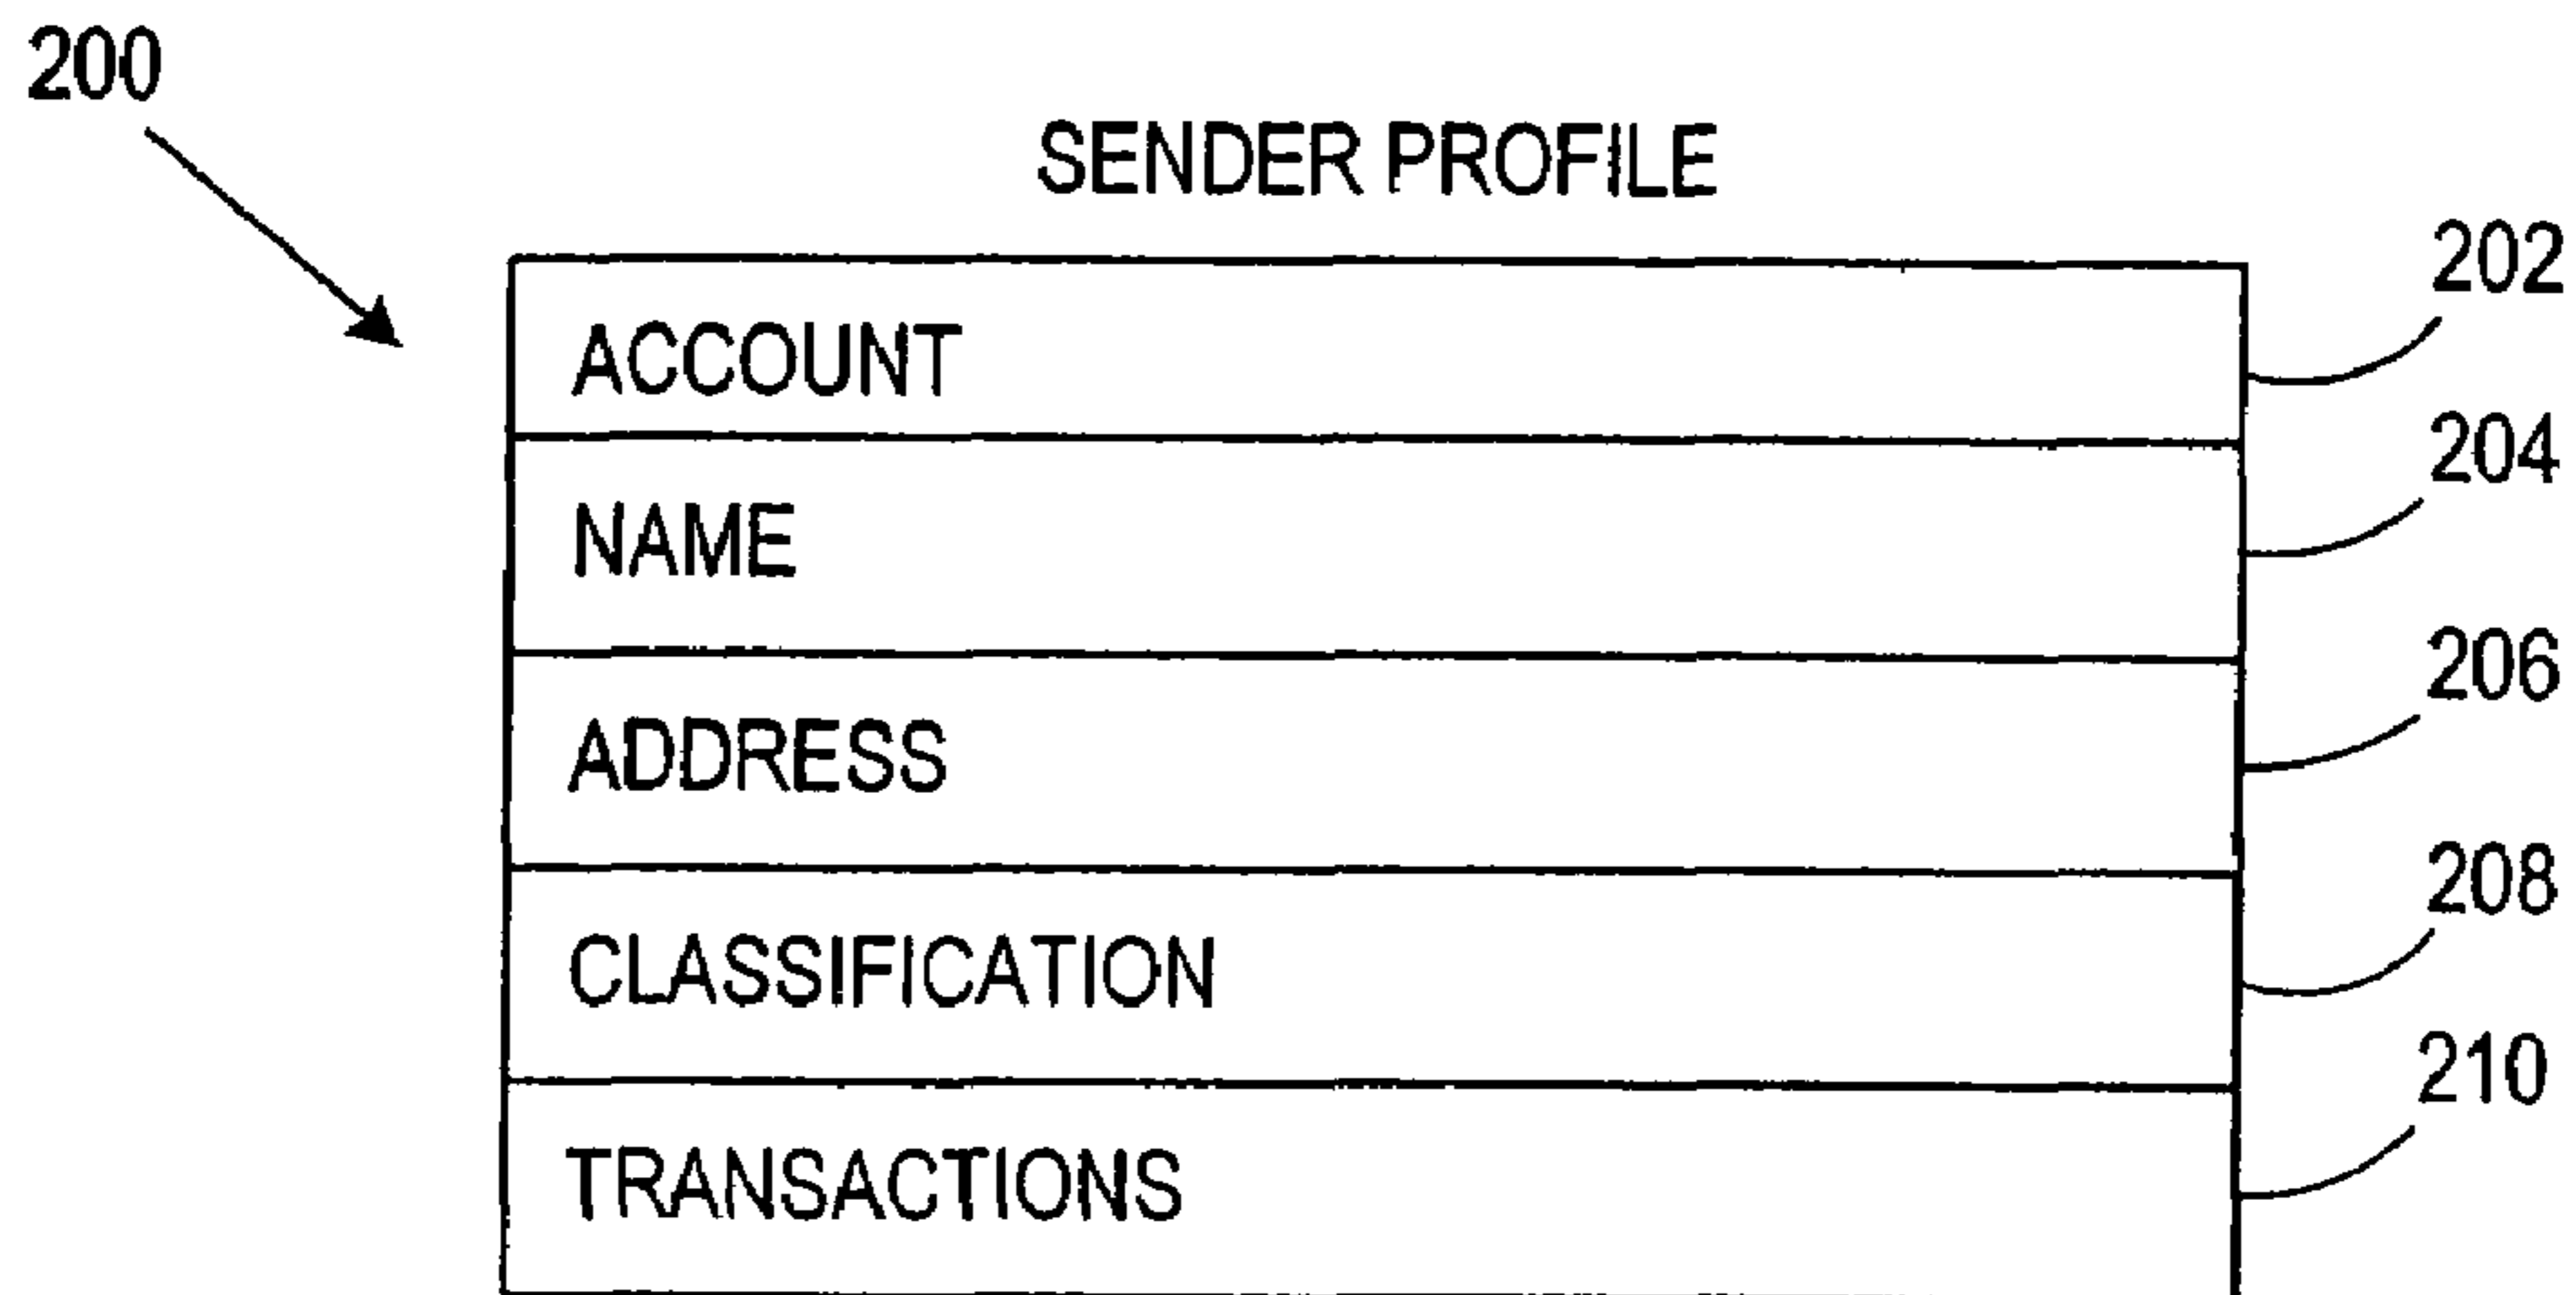 200
SENDER PROFILE
202
ACCOUNT
204
NAME
206
ADDRESS
208
CLASSIFICATION
210
TRANSACTIONS